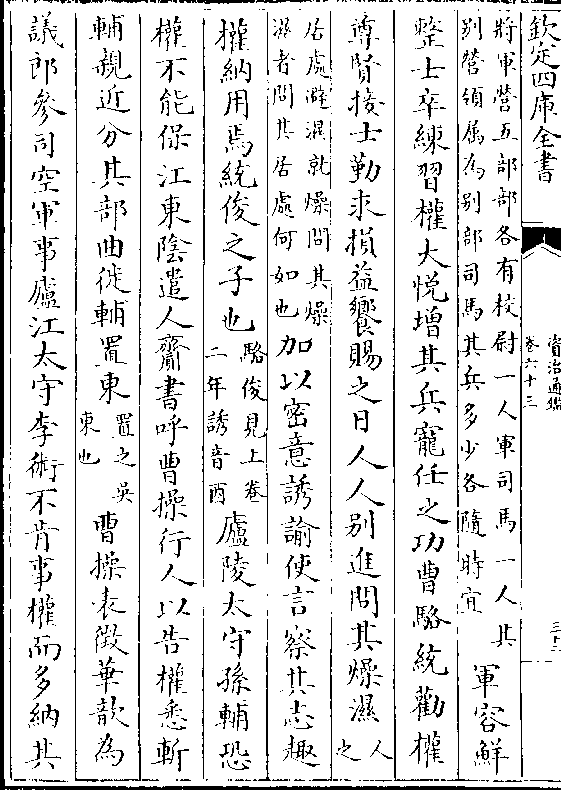 欽定四庫全書
資治通鑑
卷六十三
將軍營五部部各有校尉一人軍司馬一人其
別營領属為别部司馬其兵多少各隨時宜
軍容鮮
整士卒練習權大悦增其兵寵任之功曹駱統勸權
尊賢接士勤求損益饗賜之日人人别進問其燥濕
人之
居處避濕就燥問其燥
濕者問其居處何如也
加以密意誘諭使言察其志趣
權納用焉統俊之子也
駱俊見上巻
二年誘音酉
廬陵太守孫輔恐
權不能保江東陰遣人齎書呼曹操行人以告權悉斬
輔親近分其部曲徙輔置東
置之吳
東也
曹操表徵華歆為
議郎參司空軍事廬江太守李術不肯事權而多納其